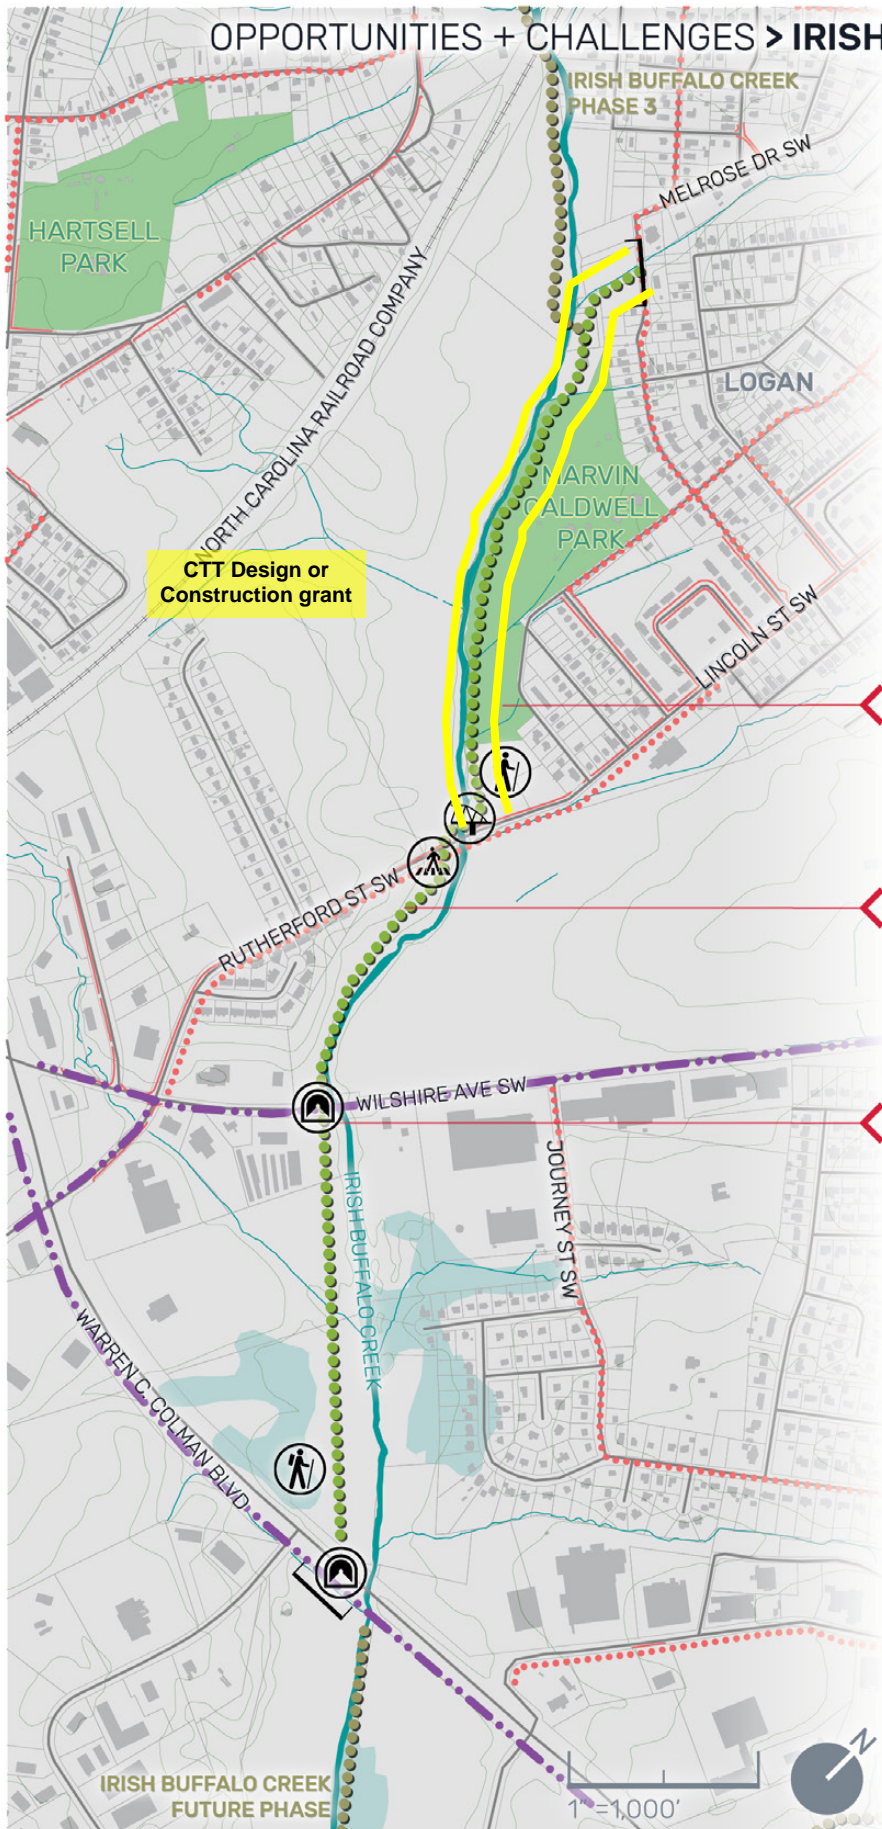 OPPORTUNITIES + CHALLENGES > IRISH
IRISH BUFFALO CREEK
PHASE 3
MELROSE DR SW
HARTSELL
PARK
NORTH CAROLINA RAILROAD COMPANY
LOGAN
MARVIN
CALDWELL
PARK
CTT Design or
Construction grant
LINCOLN ST SW
RUTHERFORD ST SW
WILSHIRE AVE SW
JOURNEY ST SW
IRISH BUFFALO CREEK
WARREN C. COLMAN BLVD
IRISH BUFFALO CREEK
FUTURE PHASE
1" =1,000'
N